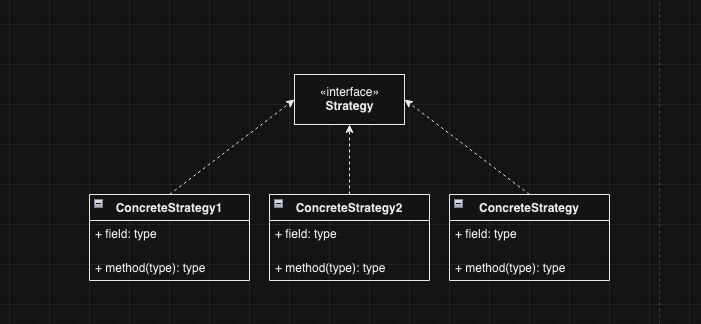 «interface»
Strategy
ConcreteStrategy1
+ field: type
+ method(type): type
ConcreteStrategy2
+ field: type
+ method(type): type
ConcreteStrategy
+ field: type
+ method(type): type